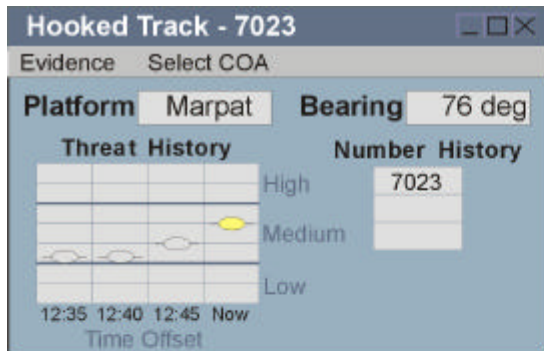 Hooked Track - 7023
Evidence Select COA
Platform Marpat Bearing 76 deg
Threat History Number History
High 7023
Medium
Low
12:35 12:40 12:45 Now
Time Offset